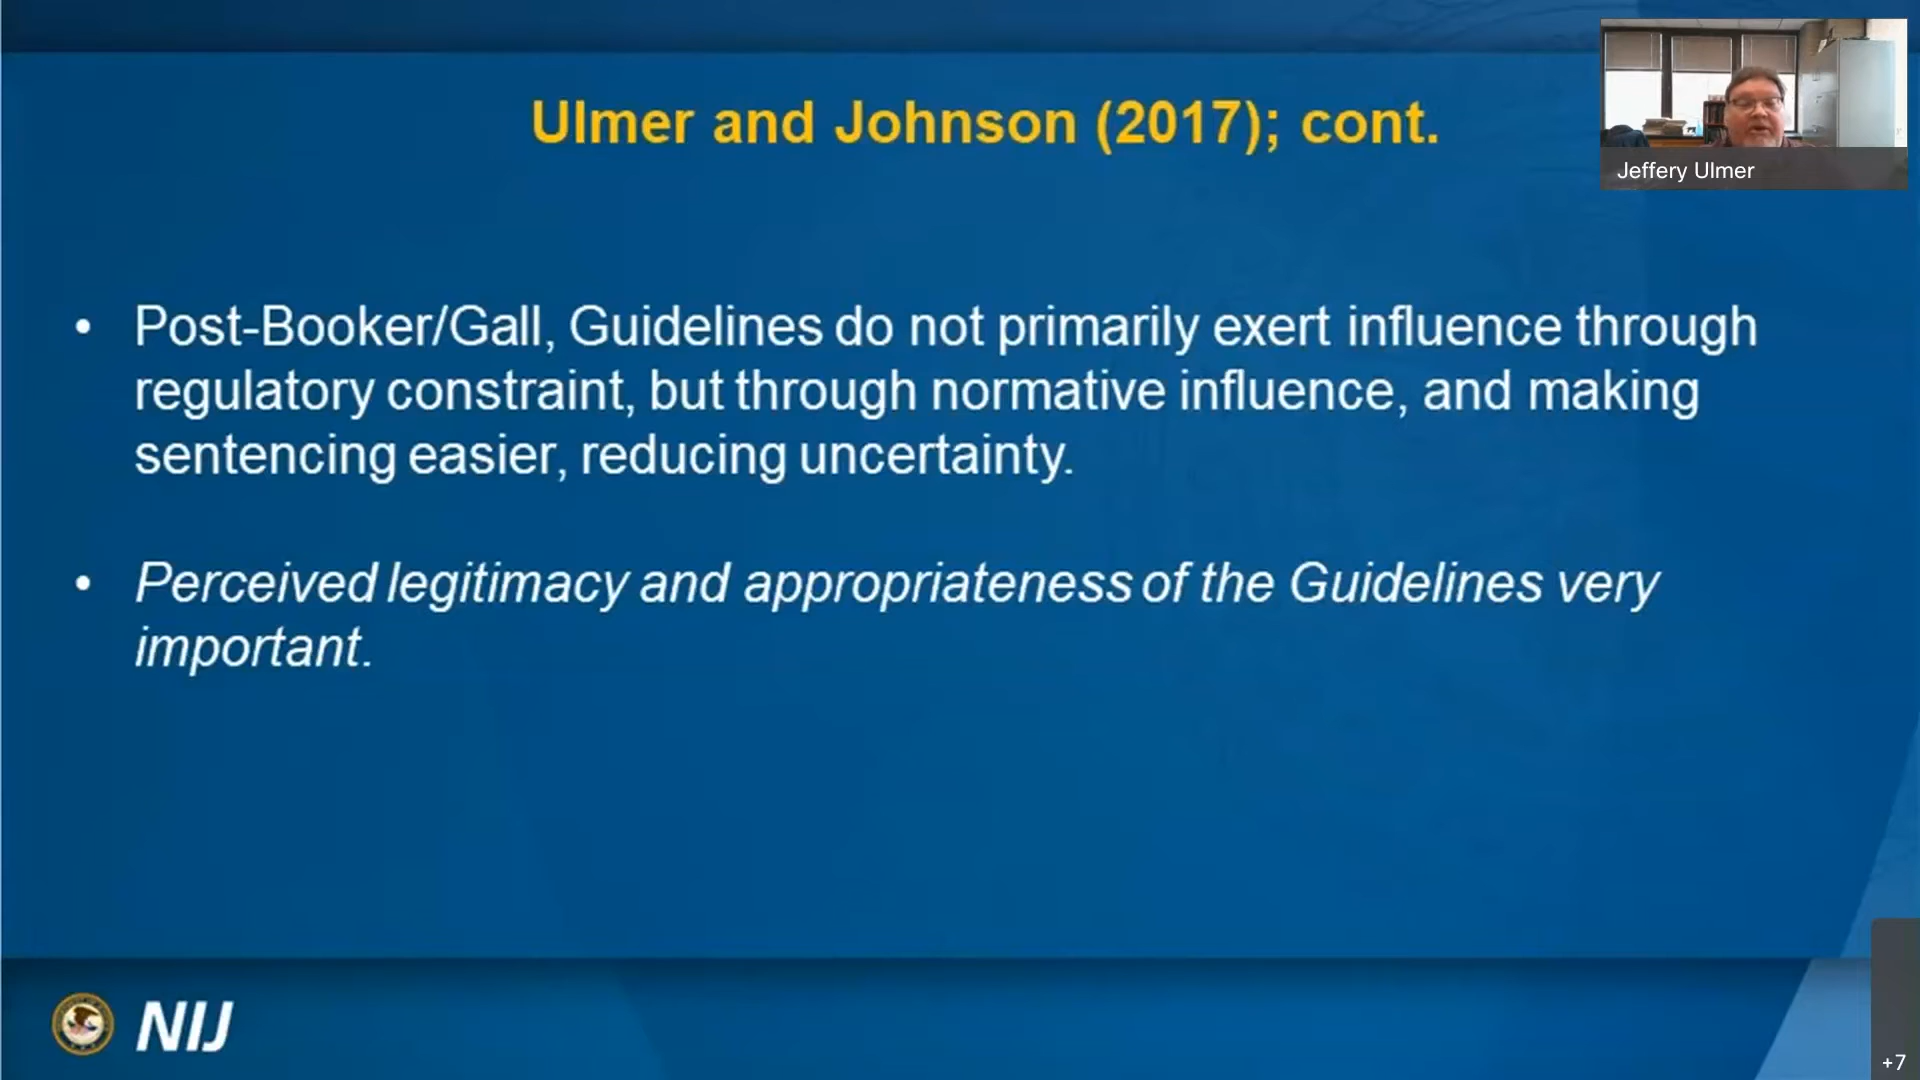 Ulmer and Johnson (2017); cont.
Jeffery Ulmer
• Post-Booker/Gall, Guidelines do not primarily exert influence through
regulatory constraint, but through normative influence, and making
sentencing easier, reducing uncertainty.
• Perceived legitimacy and appropriateness of the Guidelines very
important.
NIJ
+7